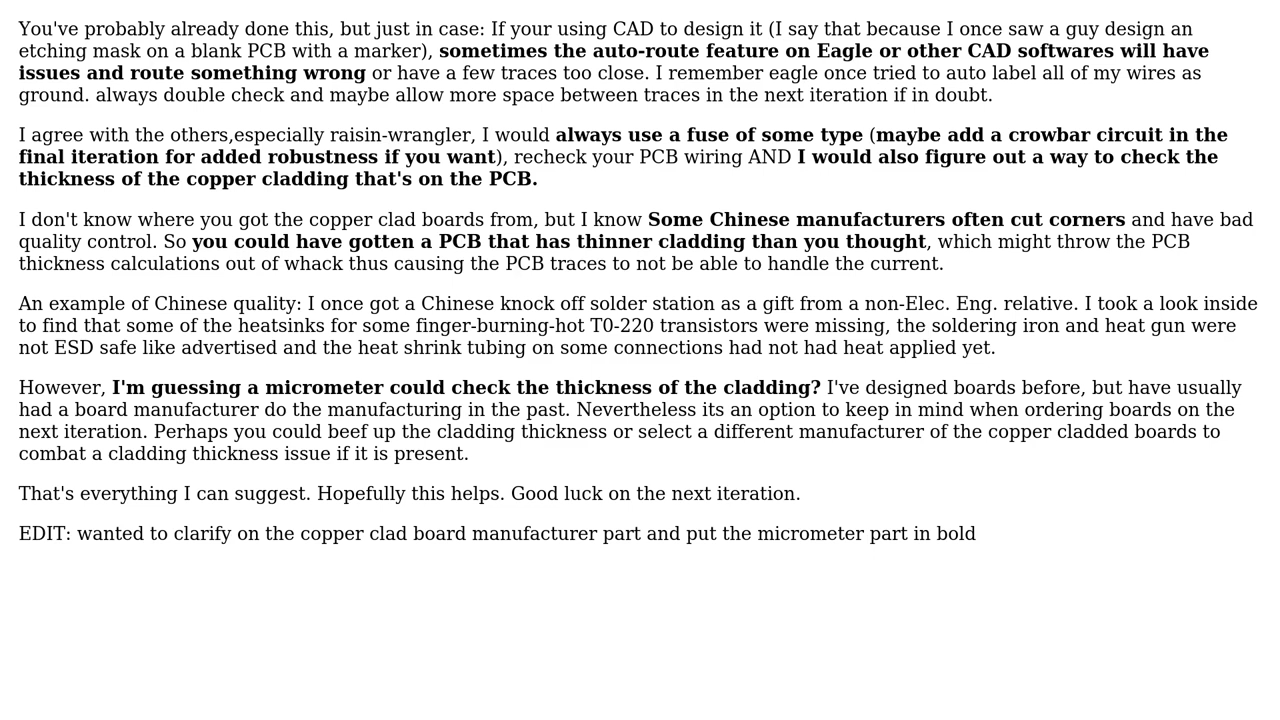 You've probably already done this, but just in case: If your using CAD to design it (I say that because I once saw a guy design an
etching mask on a blank PCB with a marker), sometimes the auto-route feature on Eagle or other CAD softwares will have
issues and route something wrong or have a few traces too close. I remember eagle once tried to auto label all of my wires as
ground. always double check and maybe allow more space between traces in the next iteration if in doubt.
I agree with the others,especially raisin-wrangler, I would always use a fuse of some type (maybe add a crowbar circuit in the
final iteration for added robustness if you want), recheck your PCB wiring AND I would also figure out a way to check the
thickness of the copper cladding that's on the PCB.
I don't know where you got the copper clad boards from, but I know Some Chinese manufacturers often cut corners and have bad
quality control. So you could have gotten a PCB that has thinner cladding than you thought, which might throw the PCB
thickness calculations out of whack thus causing the PCB traces to not be able to handle the current.
An example of Chinese quality: I once got a Chinese knock off solder station as a gift from a non-Elec. Eng. relative. I took a look inside
to find that some of the heatsinks for some finger-burning-hot T0-220 transistors were missing, the soldering iron and heat gun were
not ESD safe like advertised and the heat shrink tubing on some connections had not had heat applied yet.
However, I'm guessing a micrometer could check the thickness of the cladding? I've designed boards before, but have usually
had a board manufacturer do the manufacturing in the past. Nevertheless its an option to keep in mind when ordering boards on the
next iteration. Perhaps you could beef up the cladding thickness or select a different manufacturer of the copper cladded boards to
combat a cladding thickness issue if it is present.
That's everything I can suggest. Hopefully this helps. Good luck on the next iteration.
EDIT: wanted to clarify on the copper clad board manufacturer part and put the micrometer part in bold